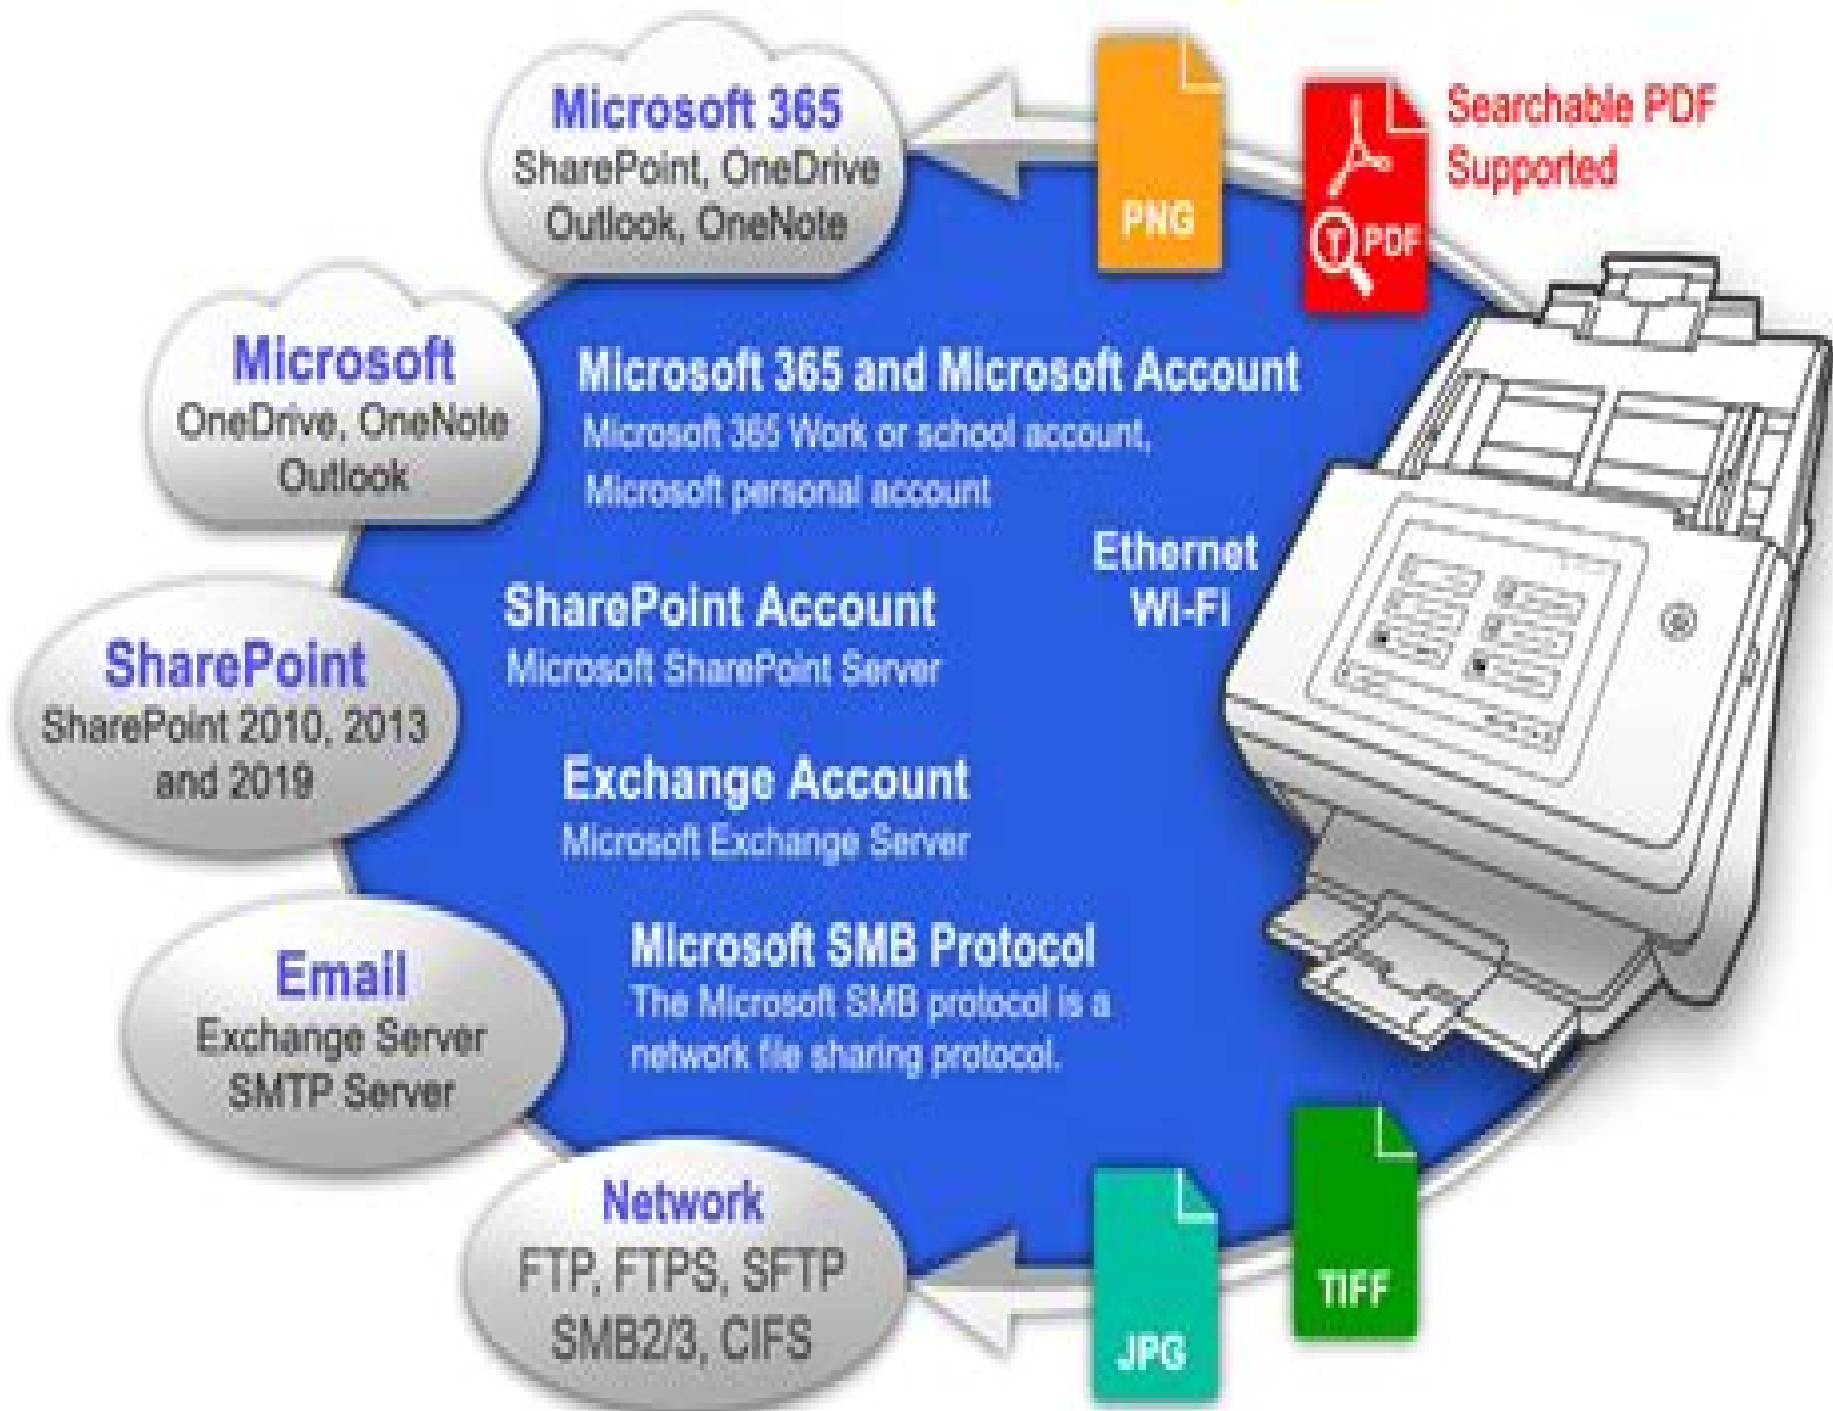 Microsoft 365
SharePoint, OneDrive
Outlook, OneNote
PNG
PDF
Searchable PDF
Supported
Microsoft
OneDrive, OneNote
Outlook
Microsoft 365 and Microsoft Account
Microsoft 365 Work or school account,
Microsoft personal account
Ethernet
Wi-Fi
SharePoint
SharePoint 2010, 2013
and 2019
SharePoint Account
Microsoft SharePoint Server
Exchange Account
Microsoft Exchange Server
Email
Exchange Server
SMTP Server
Microsoft SMB Protocol
The Microsoft SMB protocol is a
network file sharing protocol.
Network
FTP, FTPS, SFTP
SMB2/3, CIFS
JPG
TIFF